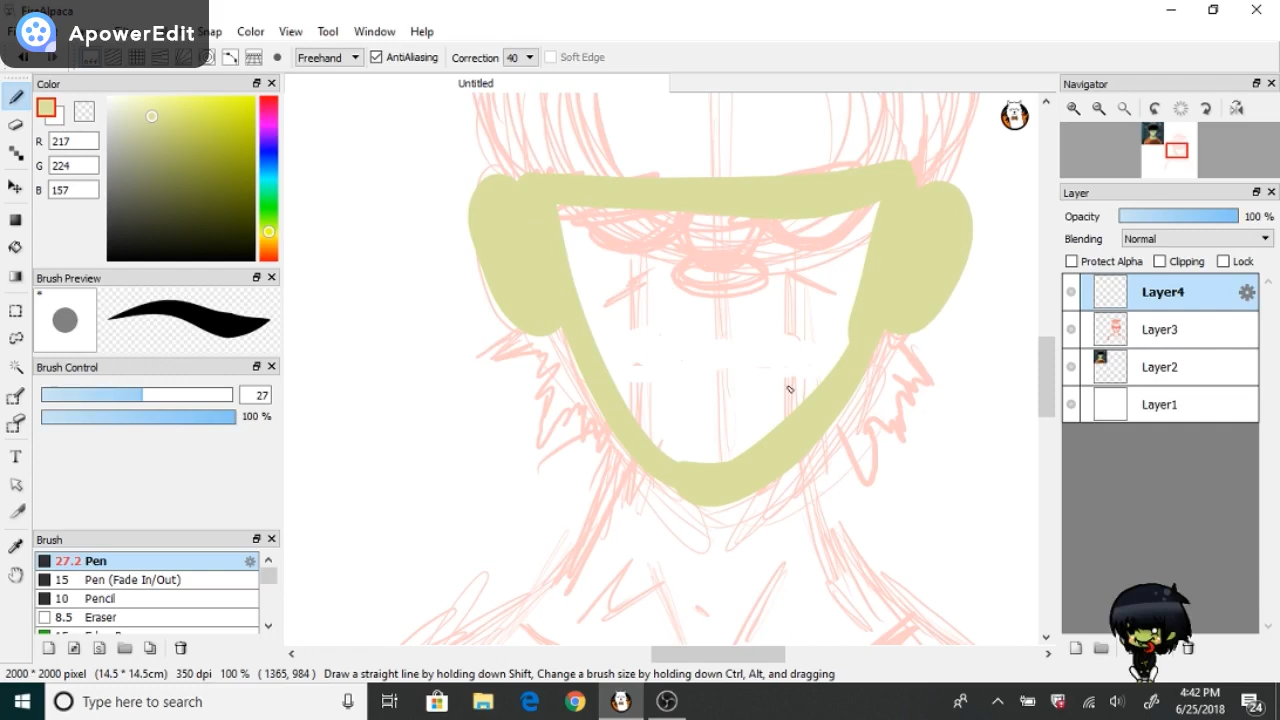 FireAlpaca
ApowerEdit
Snap Color View Tool Window Help
Freehand AntiAliasing Correction 40 Soft Edge
Color
Untitled
Navigator
R 217
G 224
B 157
Layer
Opacity 100 %
Blending Normal
Protect Alpha Clipping Lock
Brush Preview
Layer4
Layer3
Brush Control
Layer2
27
Layer1
100 %
T
Brush
27.2 Pen
15 Pen (Fade In/Out)
10 Pencil
8.5 Eraser
2000 * 2000 pixel (14.5 * 14.5cm) 350 dpi 100 % ( 1365, 984 ) Draw a straight line by holding down Shift, Change a brush size by holding down Ctrl, Alt, and dragging
Type here to search
4:42 PM
6/25/2018
24